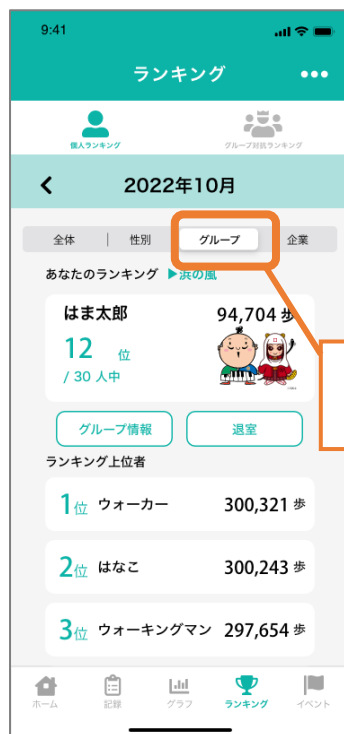 9:41
ランキング
個人ランキング
グループ対抗ランキング
2022年10月
全体 | 性別 グループ 企業
あなたのランキング ▶浜の風
はま太郎 94,704 歩
12 位
/ 30 人中
グループ情報 退室
ランキング上位者
1位 ウォーカー 300,321 歩
2位 はなこ 300,243 歩
3位 ウォーキングマン 297,654 歩
ホーム 記録 グラフ ランキング イベント